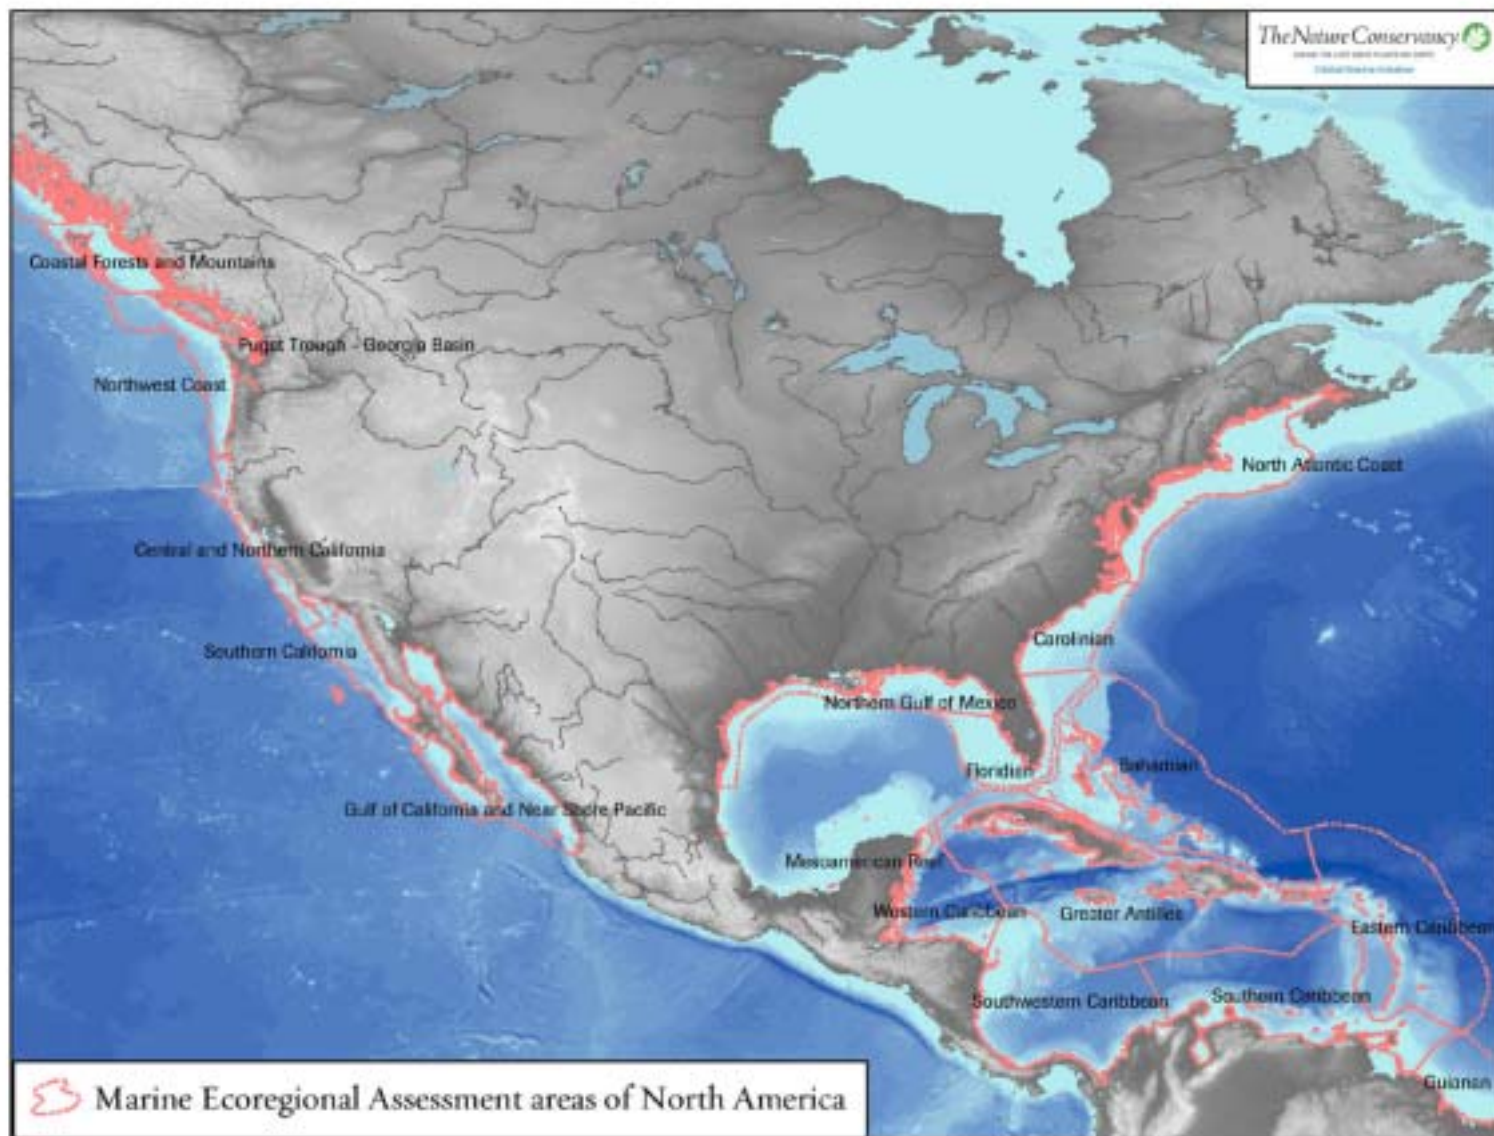 The Nature Conservancy
Coastal Forests and Mountains
Puget Trough - Georgia Basin
Northwest Coast
North Atlantic Coast
Central and Northern California
Carolinian
Southern California
Northern Gulf of Mexico
Bahamian
Floridian
Gulf of California and Near Shore Pacific
Mesoamerican Reef
Western Caribbean
Greater Antilles
Eastern Caribbean
Southwestern Caribbean
Southern Caribbean
Guianan
Marine Ecoregional Assessment areas of North America